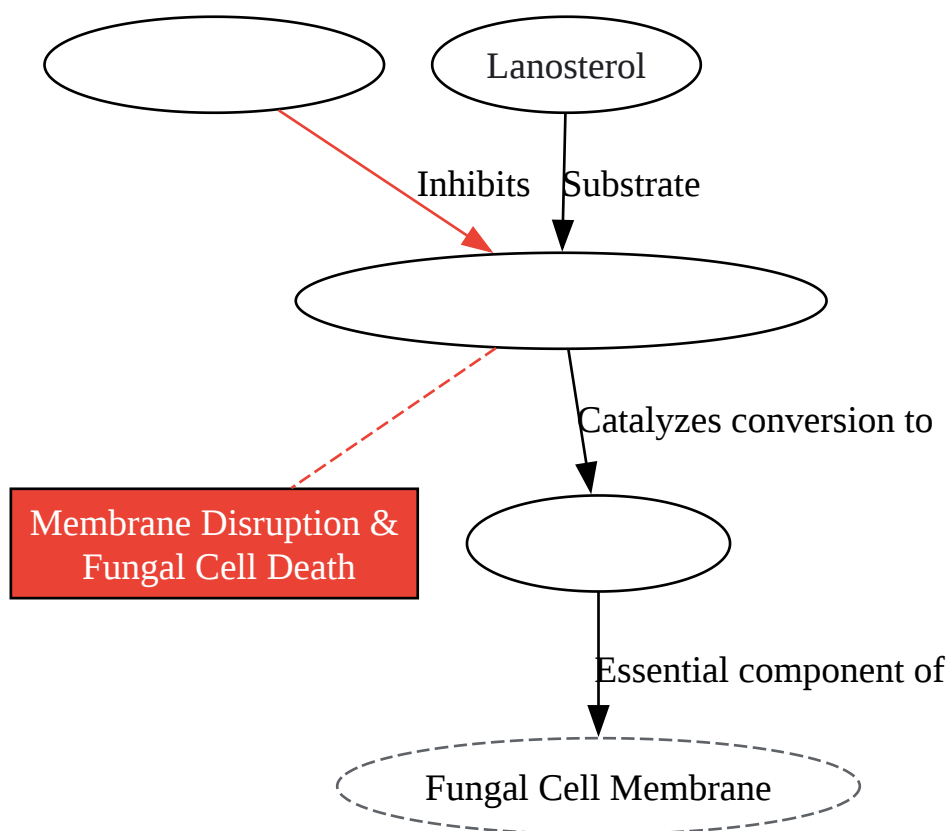 Lanosterol
Inhibits
Substrate
Catalyzes conversion to
Membrane Disruption &
Fungal Cell Death
Essential component of
Fungal Cell Membrane